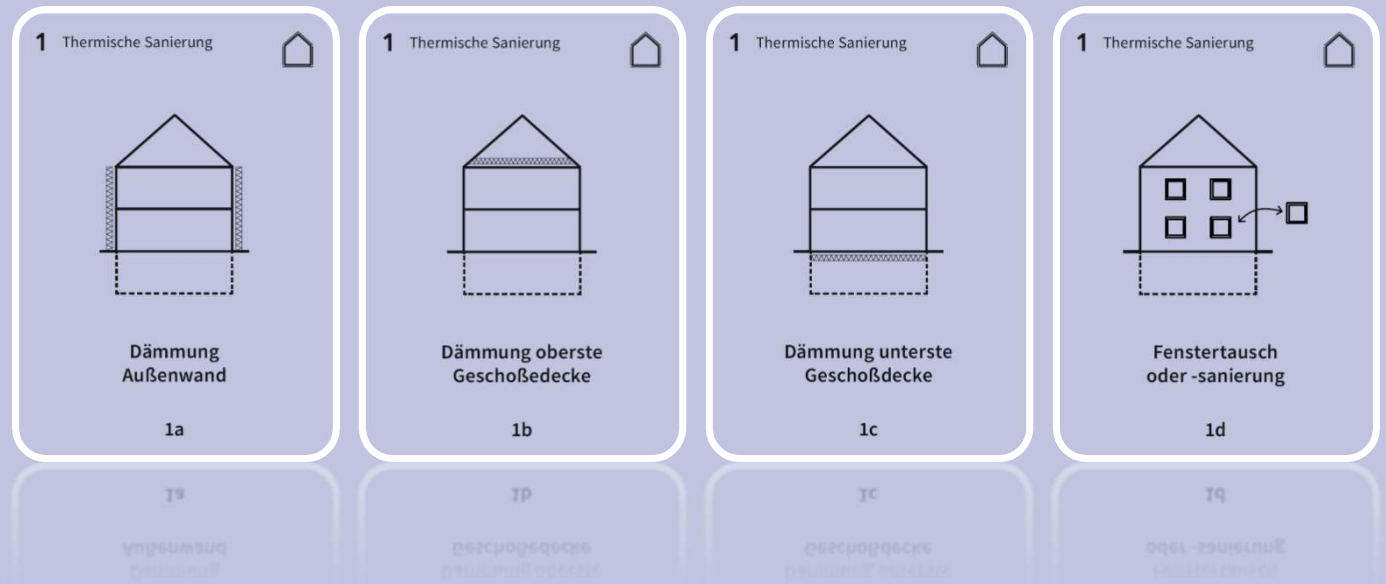 1 Thermische Sanierung
Dämmung
Außenwand
1a
1 Thermische Sanierung
Dämmung oberste
Geschoßedecke
1b
1 Thermische Sanierung
Dämmung unterste
Geschoßdecke
1c
1 Thermische Sanierung
Fenstertausch
oder -sanierung
1d